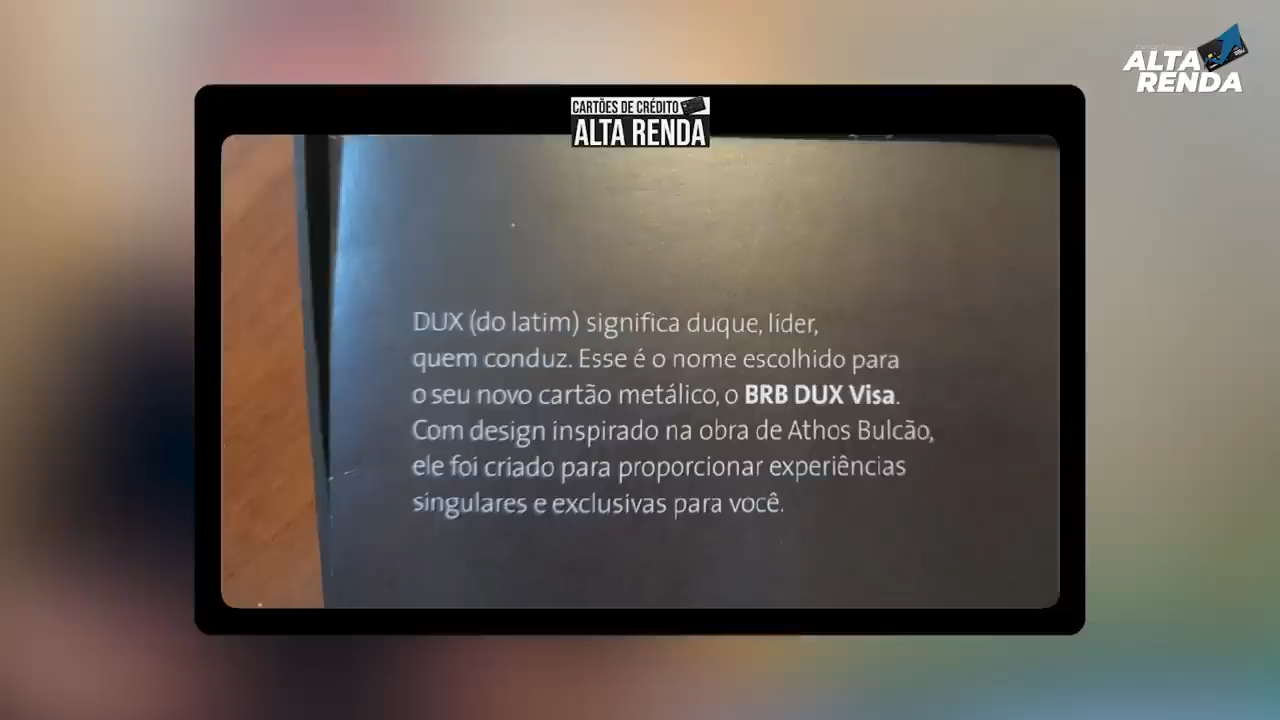 ALTA
RENDA
CARTÕES DE CRÉDITO
ALTA RENDA
DUX (do latim) significa duque, líder,
quem conduz. Esse é o nome escolhido para
o seu novo cartão metálico, o BRB DUX Visa.
Com design inspirado na obra de Athos Bulcão,
ele foi criado para proporcionar experiências
singulares e exclusivas para você.